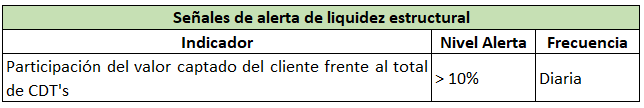 Señales de alerta de liquidez estructural
Indicador Nivel Alerta Frecuencia
Participación del valor captado del cliente frente al total
de CDT's
> 10% Diaria